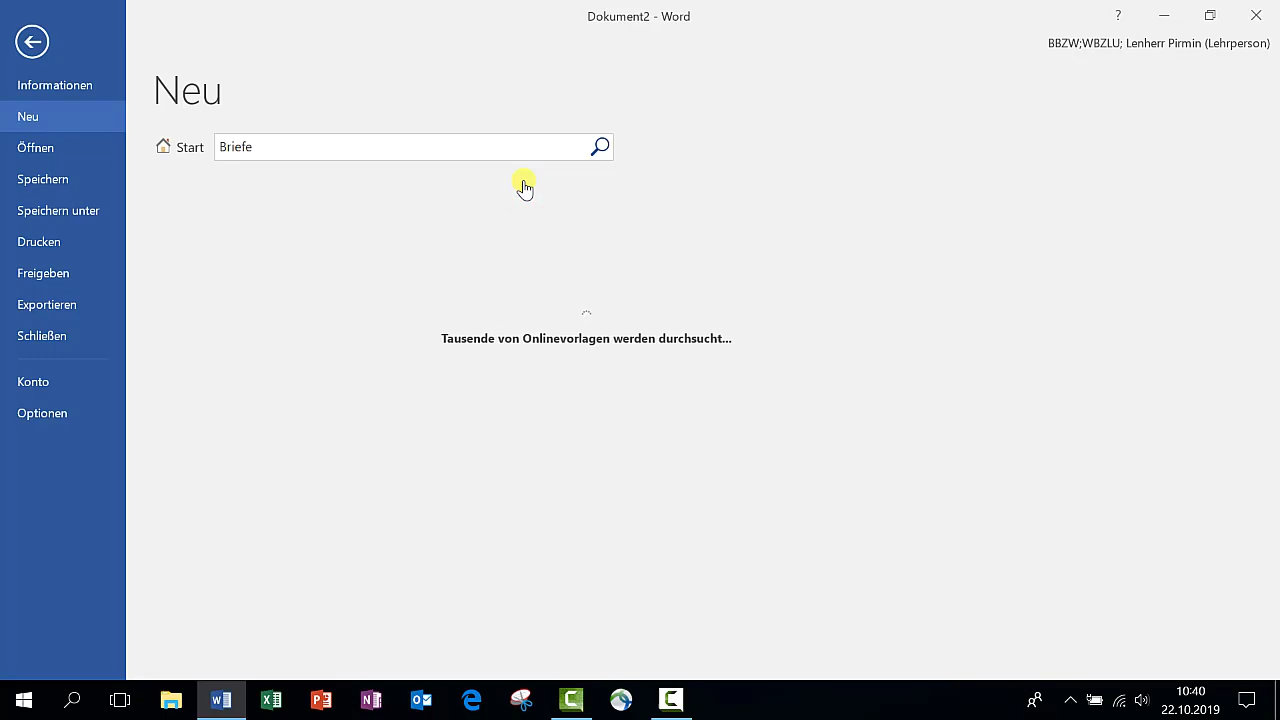 Dokument2 - Word
?
BBZW;WBZLU; Lenherr Pirmin (Lehrperson)
Informationen
Neu
Öffnen
Speichern
Speichern unter
Drucken
Freigeben
Exportieren
Schließen
Konto
Optionen
Neu
Start
Briefe
Tausende von Onlinevorlagen werden durchsucht...
10:40
22.10.2019